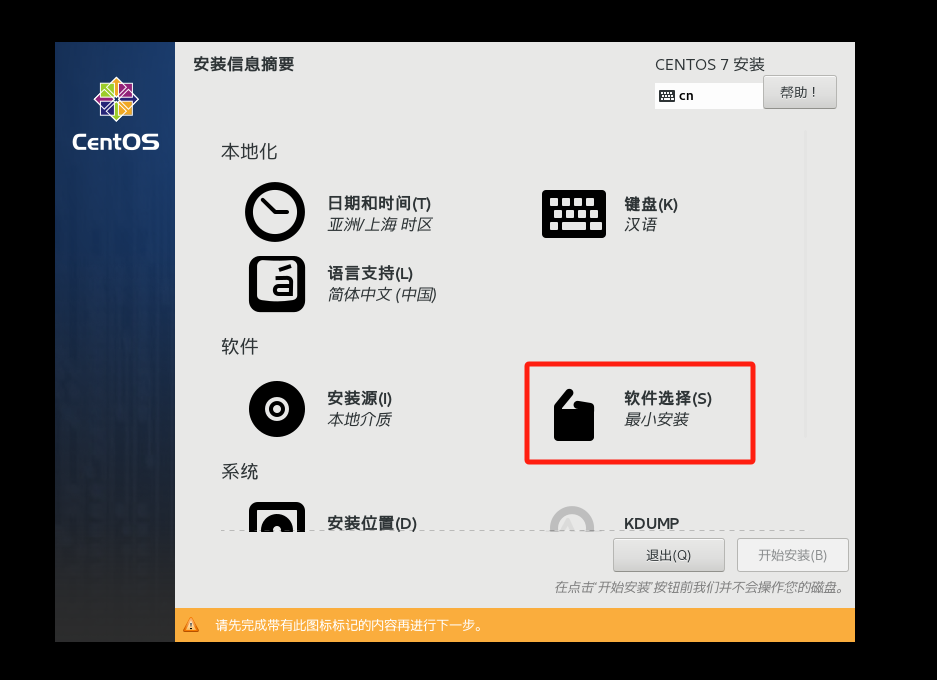 安装信息摘要
CENTOS 7 安装
cn
帮助！
CentOS
本地化
日期和时间(T)
亚洲/上海 时区
键盘(K)
汉语
语言支持(L)
简体中文 (中国)
软件
安装源(I)
本地介质
软件选择(S)
最小安装
系统
安装位置(D)
KDUMP
退出(Q)
开始安装(B)
在点击‘开始安装’按钮前我们并不会操作您的磁盘。
请先完成带有此图标标记的内容再进行下一步。